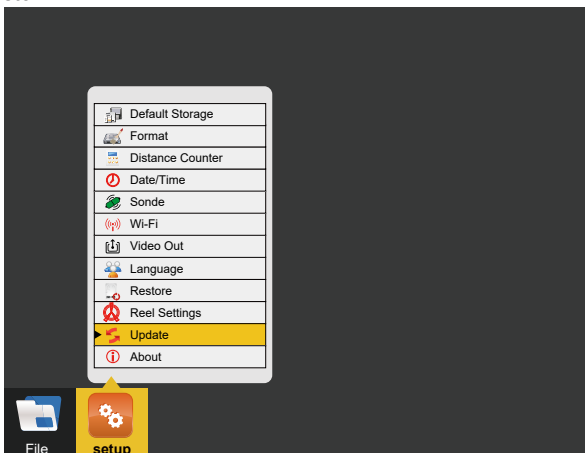 Default Storage
Format
Distance Counter
Date/Time
Sonde
Wi-Fi
Video Out
Language
Restore
Reel Settings
Update
About
File
setup